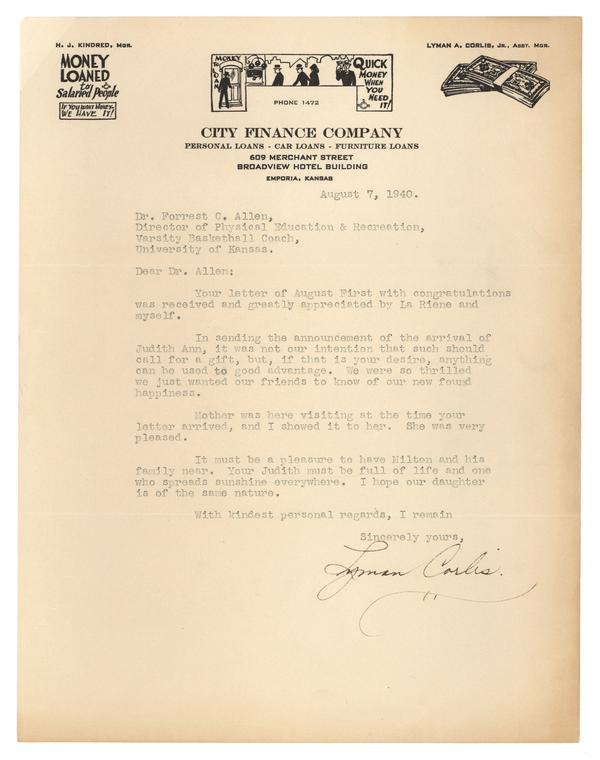 H. J. KINDRED, MGR.
LYMAN A. CORLIS, JR., ASST. MGR.
MONEY
LOANED
to
Salaried People
IF YOU WANT MONEY,
WE HAVE IT!
MONEY
TO
LOAN
QUICK
MONEY
WHEN
YOU
NEED
IT!
PHONE 1472
CITY FINANCE COMPANY
PERSONAL LOANS - CAR LOANS - FURNITURE LOANS
609 MERCHANT STREET
BROADVIEW HOTEL BUILDING
EMPORIA, KANSAS
August 7, 1940.
Dr. Forrest C. Allen,
Director of Physical Education & Recreation,
Varsity Basketball Coach,
University of Kansas.
Dear Dr. Allen:
Your letter of August First with congratulations
was received and greatly appreciated by La Riene and
myself.
In sending the announcement of the arrival of
Judith Ann, it was not our intention that such should
call for a gift, but, if that is your desire, anything
can be used to good advantage. We were so thrilled
we just wanted our friends to know of our new found
happiness.
Mother was here visiting at the time your
letter arrived, and I showed it to her. She was very
pleased.
It must be a pleasure to have Milton and his
family near. Your Judith must be full of life and one
who spreads sunshine everywhere. I hope our daughter
is of the same nature.
With kindest personal regards, I remain
Sincerely yours,
Lyman Corlis.